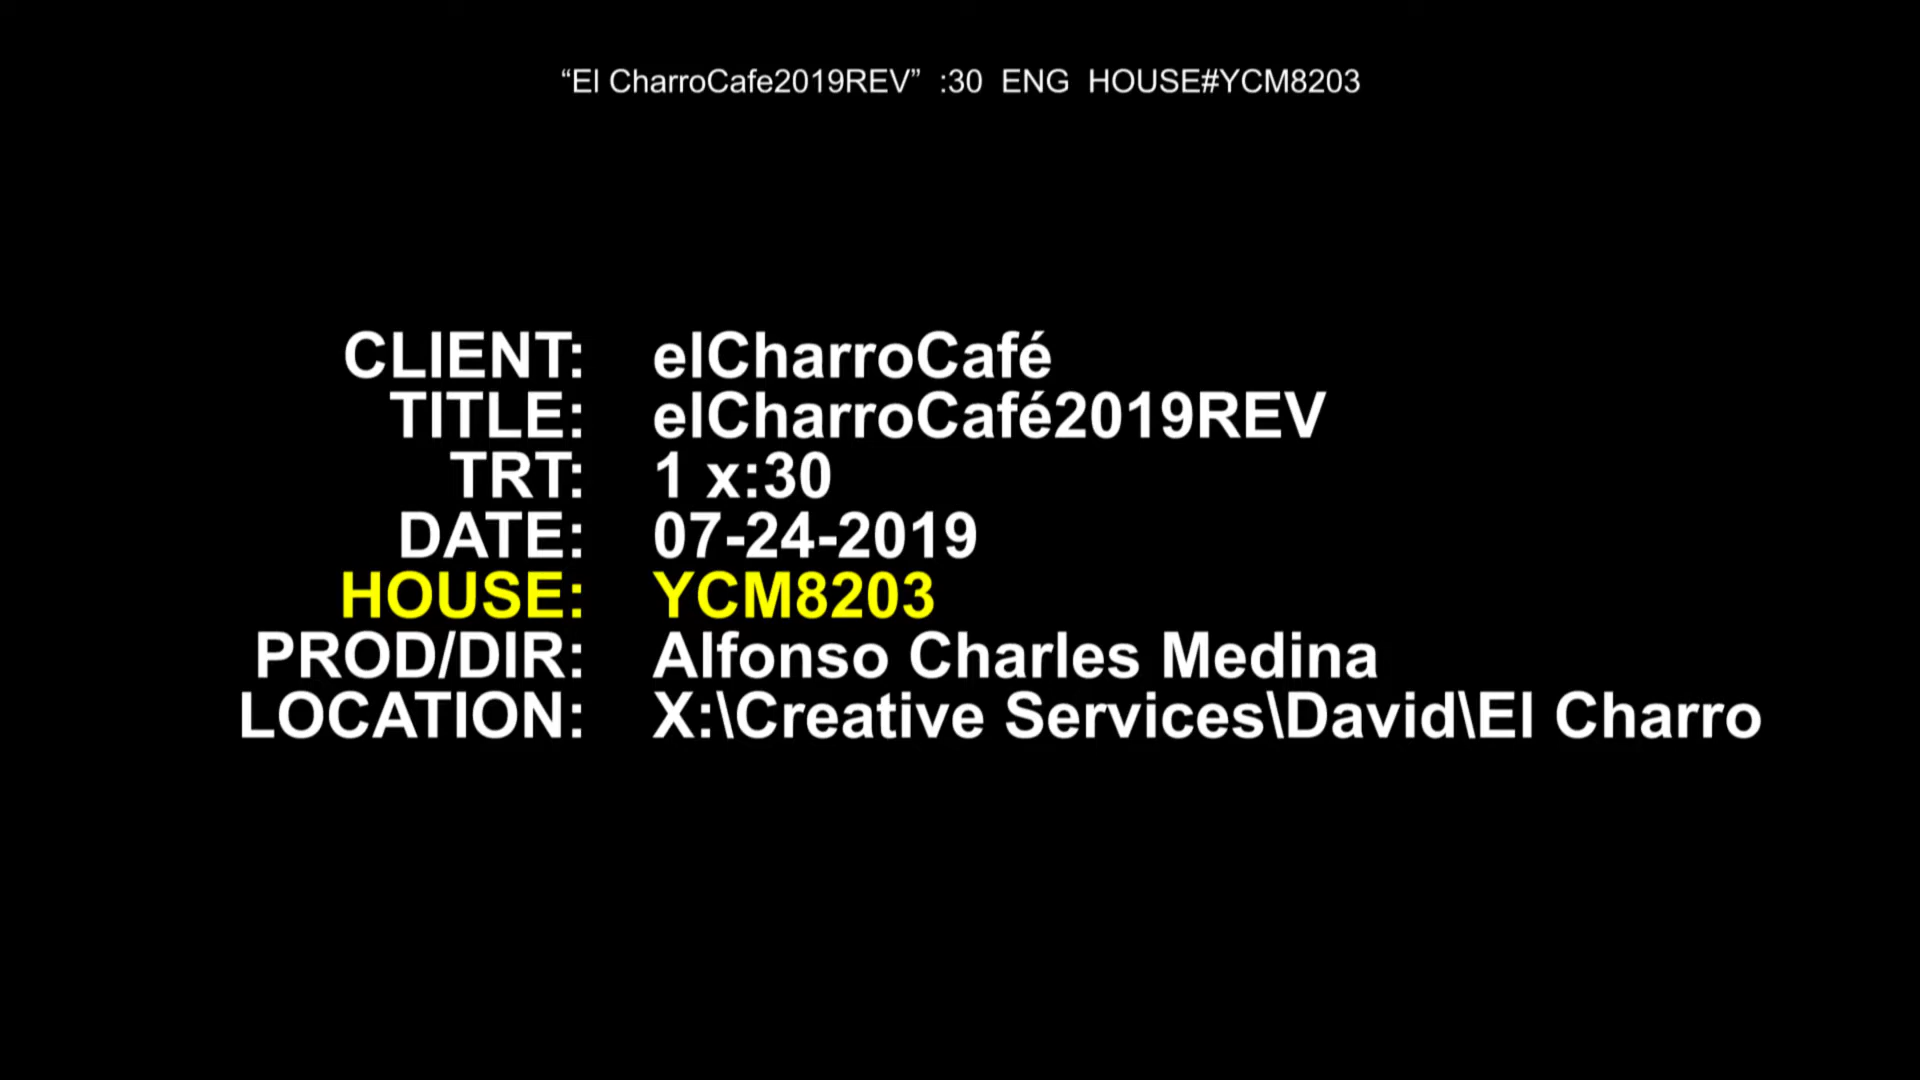 “El CharroCafe2019REV” :30 ENG HOUSE#YCM8203
CLIENT: elCharroCafé
TITLE: elCharroCafé2019REV
TRT: 1 x:30
DATE: 07-24-2019
HOUSE: YCM8203
PROD/DIR: Alfonso Charles Medina
LOCATION: X:\Creative Services\David\El Charro